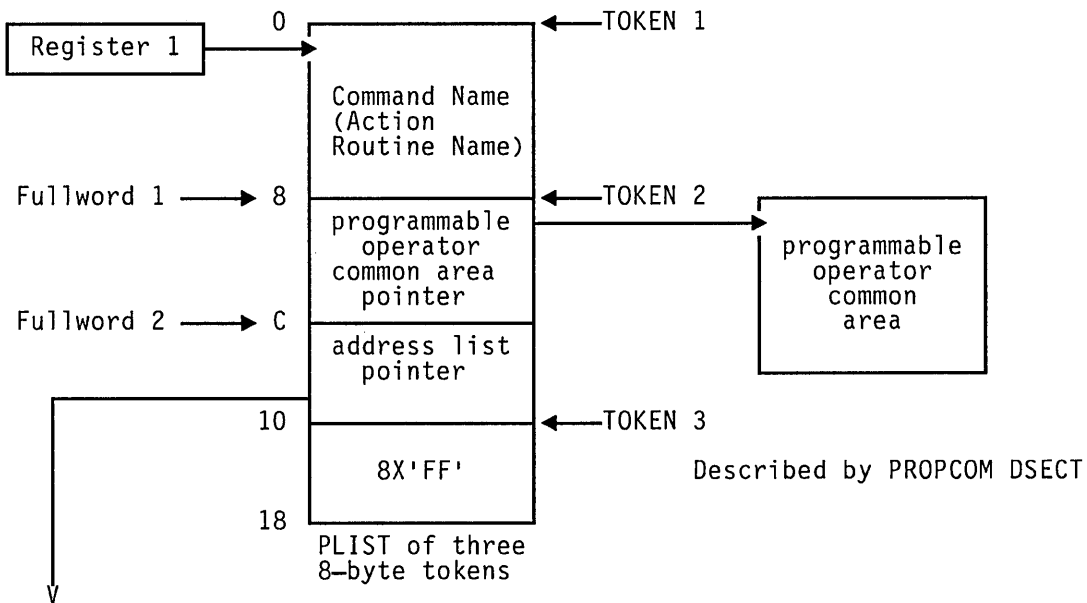 0
TOKEN 1
Register 1
Command Name
(Action
Routine Name)
Fullword 1
8
TOKEN 2
programmable
operator
common area
pointer
programmable
operator
common
area
Fullword 2
C
address list
pointer
10
TOKEN 3
8X'FF'
Described by PROPCOM DSECT
18
PLIST of three
8—byte tokens
V